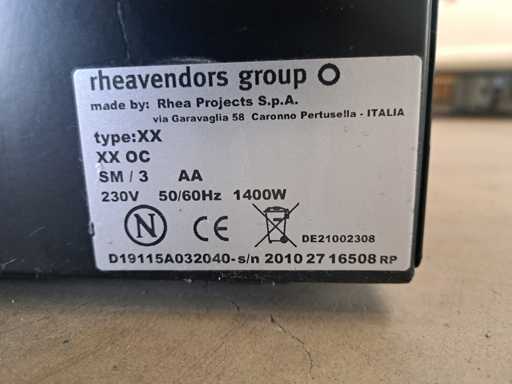 rheavendors group
made by: Rhea Projects S.p.A.
via Garavaglia 58 Caronno Pertusella - ITALIA
type:XX
XX OC
SM / 3 AA
230V 50/60Hz 1400W
N CE DE21002308
D19115A032040-s/n 2010 27 16508 RP